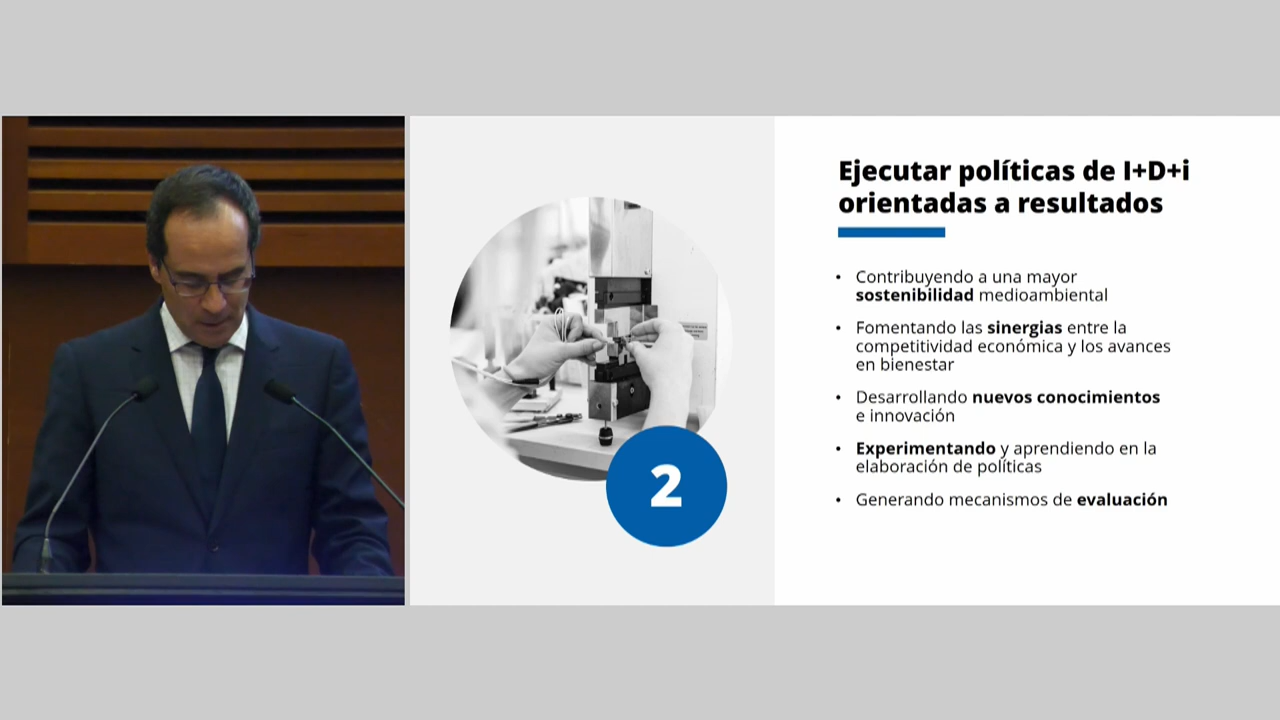 Ejecutar políticas de I+D+i
orientadas a resultados
• Contribuyendo a una mayor
sostenibilidad medioambiental
• Fomentando las sinergias entre la
competitividad económica y los avances
en bienestar
• Desarrollando nuevos conocimientos
e innovación
• Experimentando y aprendiendo en la
elaboración de políticas
• Generando mecanismos de evaluación
2